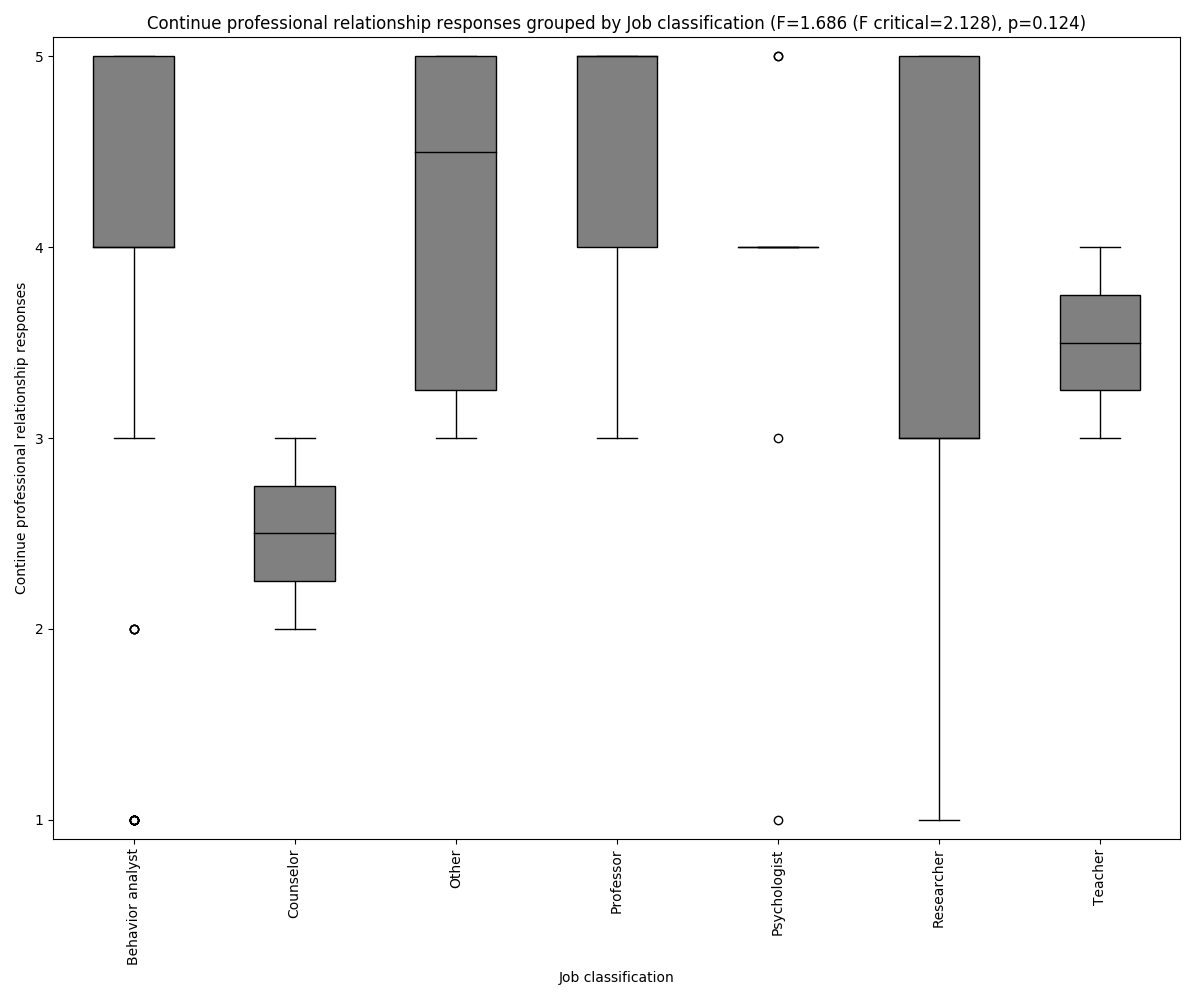 Continue professional relationship responses grouped by Job classification (F=1.686 (F critical=2.128), p=0.124)
Continue professional relationship responses
5
4
3
2
1
Behavior analyst
Counselor
Other
Professor
Psychologist
Researcher
Teacher
Job classification